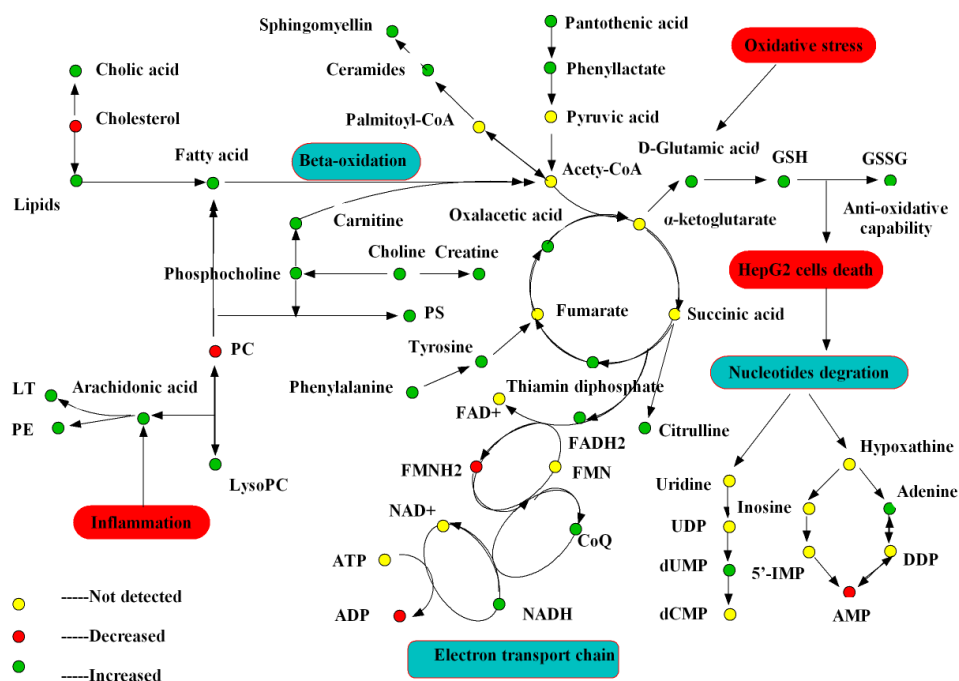 Sphingomyellin
Pantothenic acid
Oxidative stress
Cholic acid
Ceramides
Phenyllactate
Cholesterol
Palmitoyl-CoA
Pyruvic acid
Fatty acid
Beta-oxidation
D-Glutamic acid
GSH
GSSG
Acety-CoA
Lipids
Carnitine
Oxalacetic acid
α-ketoglutarate
Anti-oxidative
capability
Phosphocholine
Choline
Creatine
HepG2 cells death
PS
Fumarate
Succinic acid
PC
Tyrosine
LT
Arachidonic acid
Phenylalanine
Thiamin diphosphate
Nucleotides degration
PE
FAD+
FADH2
Citrulline
Hypoxathine
LysoPC
FMNH2
FMN
Uridine
Inosine
Adenine
Inflammation
NAD+
CoQ
UDP
ATP
dUMP
5'-IMP
DDP
-----Not detected
ADP
NADH
dCMP
AMP
-----Decreased
Electron transport chain
-----Increased